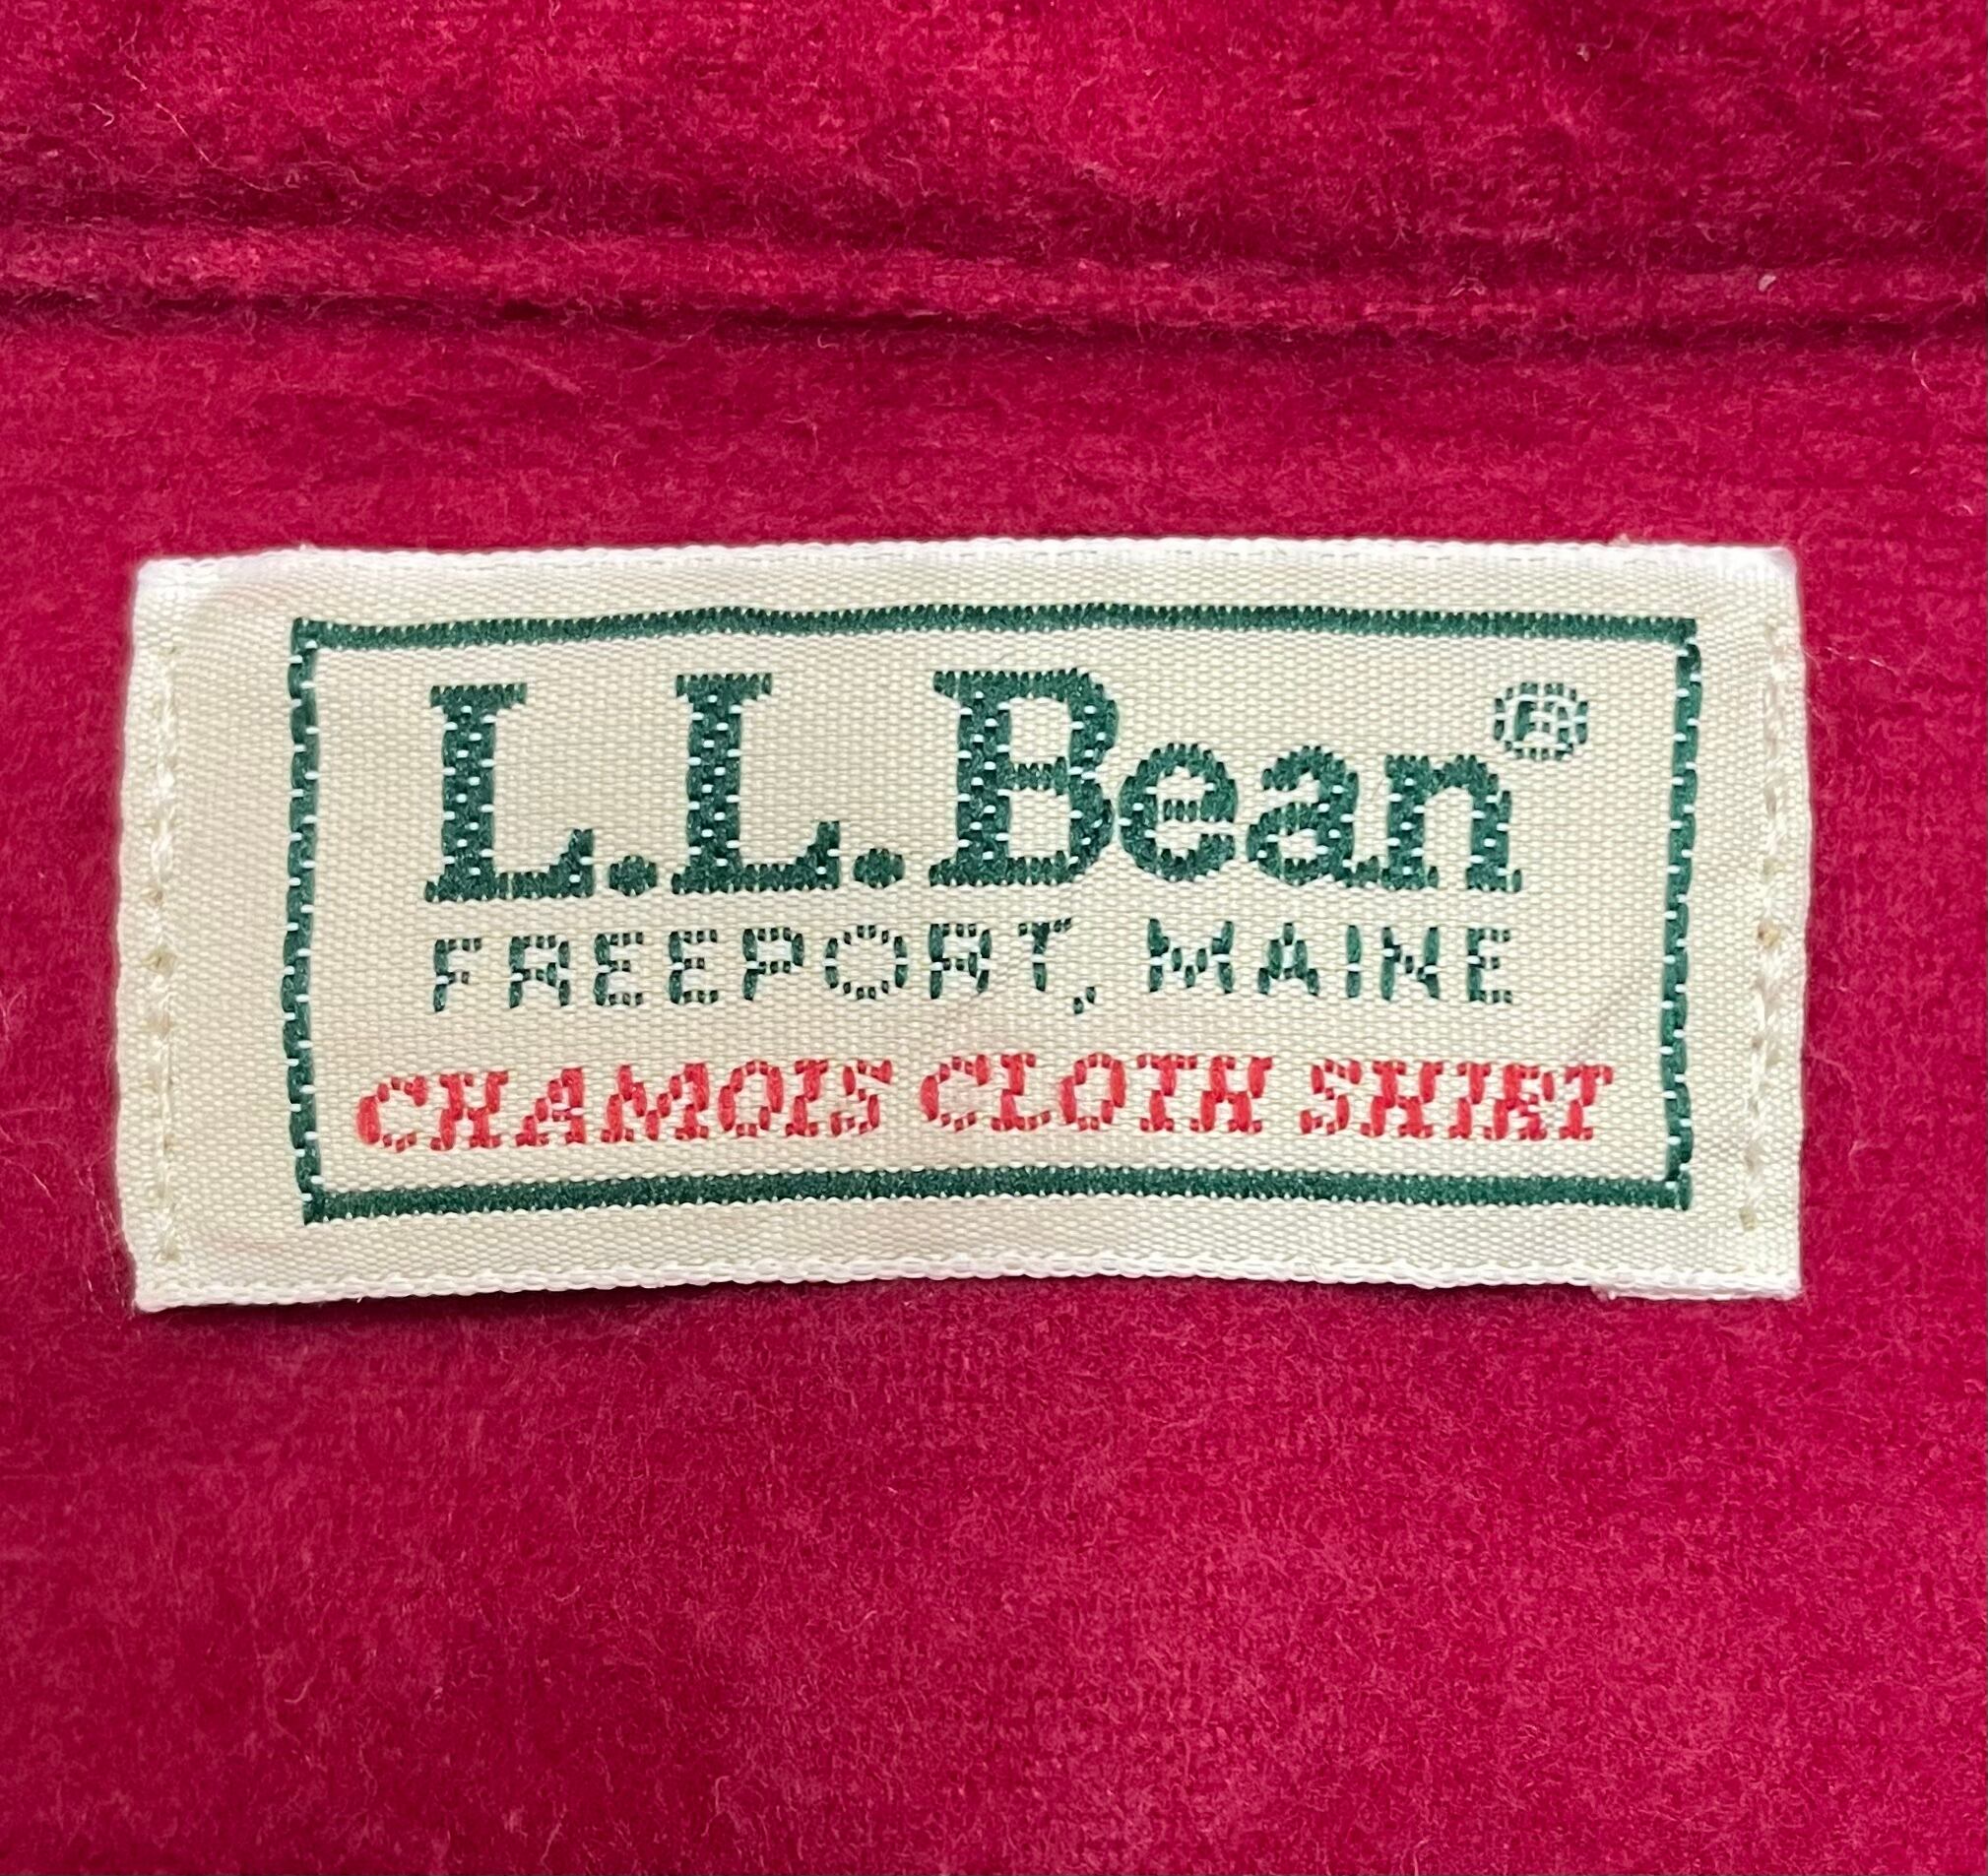 L.L.Bean®
FREEPORT, MAINE
CHAMOIS CLOTH SHIRT